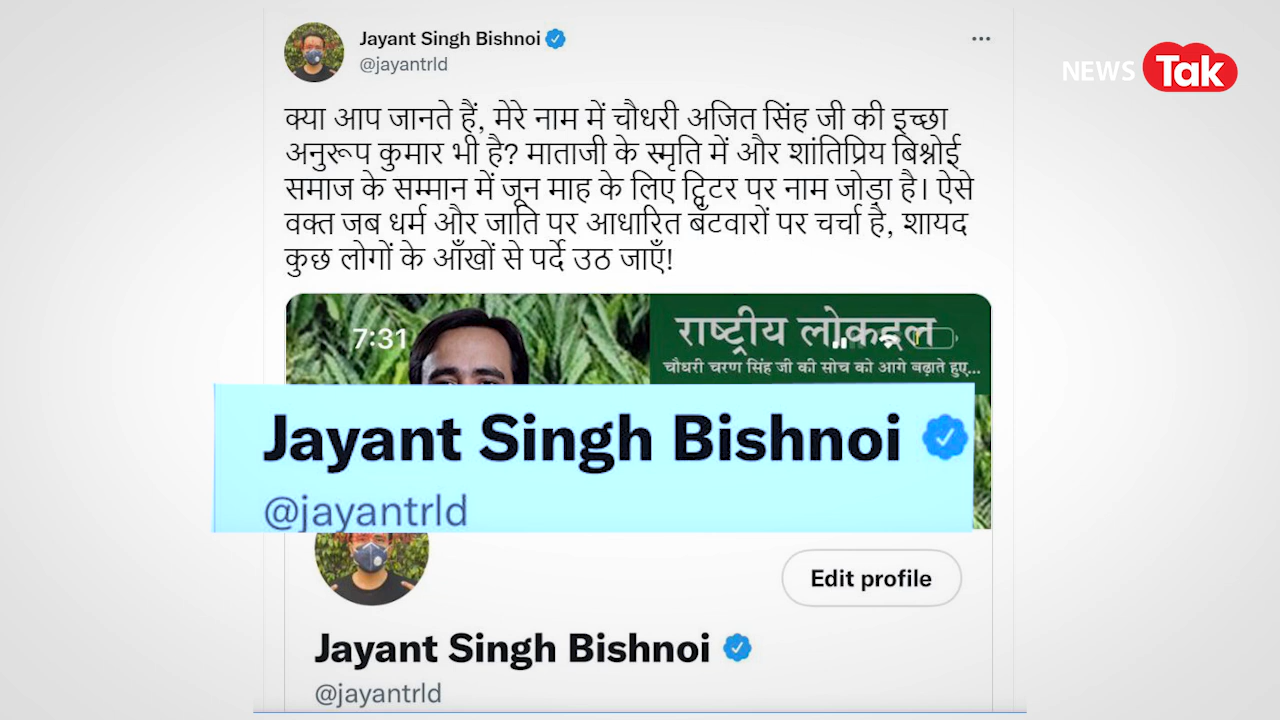 Jayant Singh Bishnoi
@jayantrld
NEWS Tak
क्या आप जानते हैं, मेरे नाम में चौधरी अजित सिंह जी की इच्छा
अनुरूप कुमार भी है? माताजी के स्मृति में और शांतिप्रिय बिश्नोई
समाज के सम्मान में जून माह के लिए ट्विटर पर नाम जोड़ा है। ऐसे
वक्त जब धर्म और जाति पर आधारित बँटवारों पर चर्चा है, शायद
कुछ लोगों के आँखों से पर्दे उठ जाएँ!
7:31
राष्ट्रीय लोकदल
चौधरी चरण सिंह जी की सोच को आगे बढ़ाते हुए...
Jayant Singh Bishnoi
@jayantrld
Edit profile
Jayant Singh Bishnoi
@jayantrld